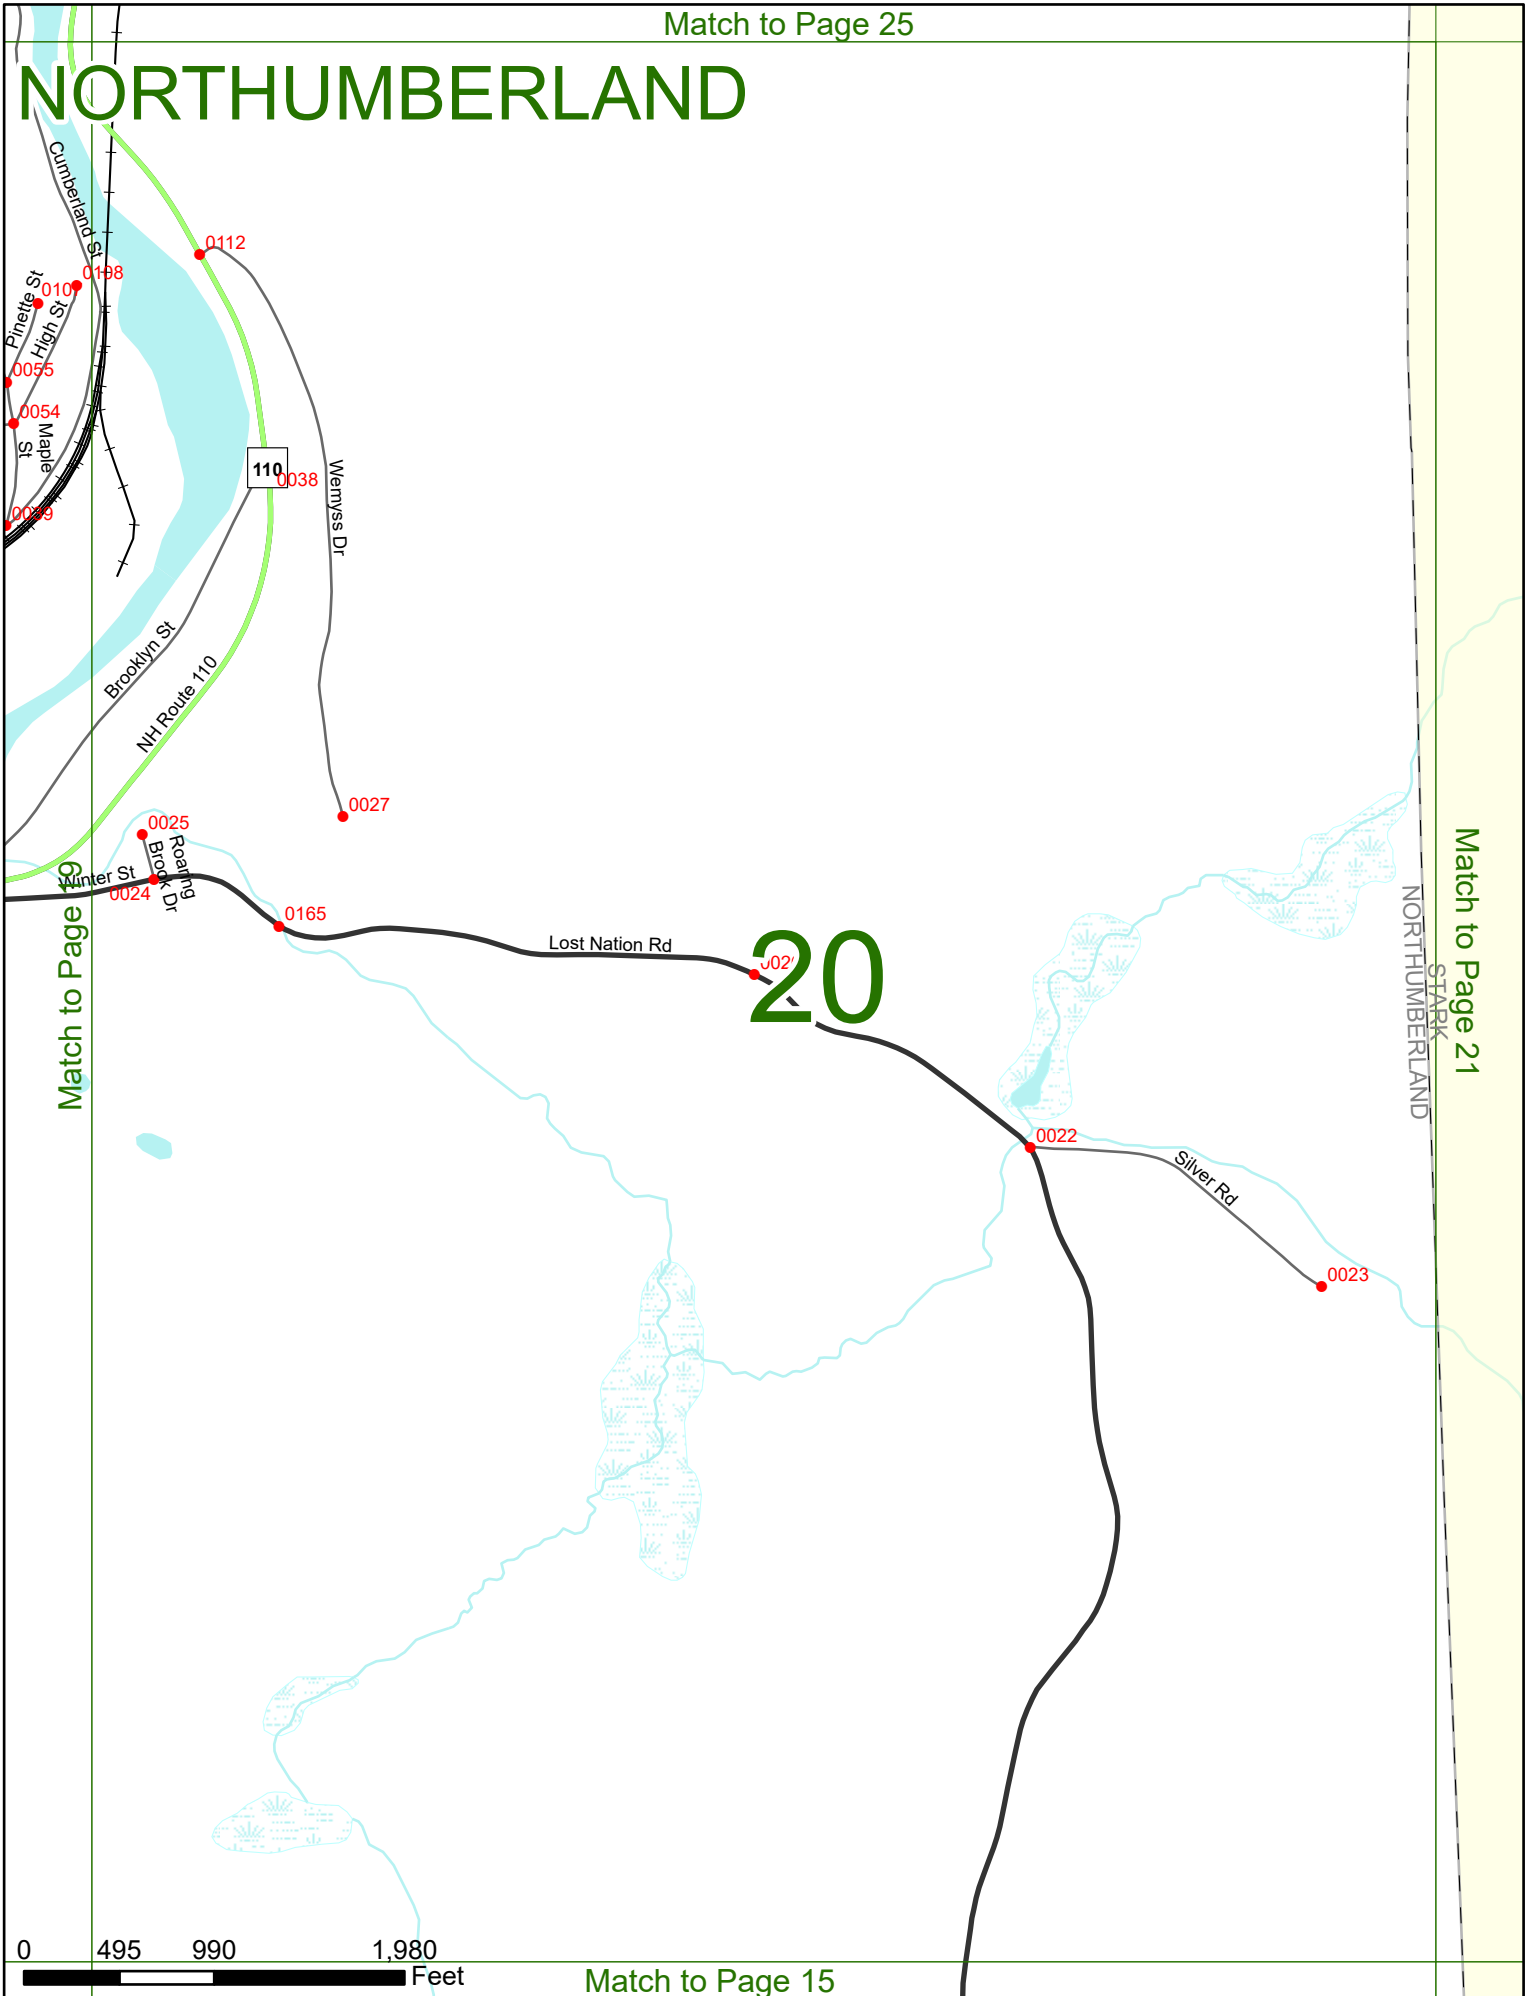 Match to Page 25
NORTHUMBERLAND
Cumberland St
0112
0108
Pinette St
High St
0055
0054
Maple
St
110
0038
Wemyss Dr
0039
Brooklyn St
NH Route 110
0027
0025
Roaring
Brook Dr
Winter St
0024
0165
Lost Nation Rd
20
Match to Page 19
Match to Page 21
STARK
NORTHUMBERLAND
0022
Silver Rd
0023
0 495 990 1,980
Feet
Match to Page 15